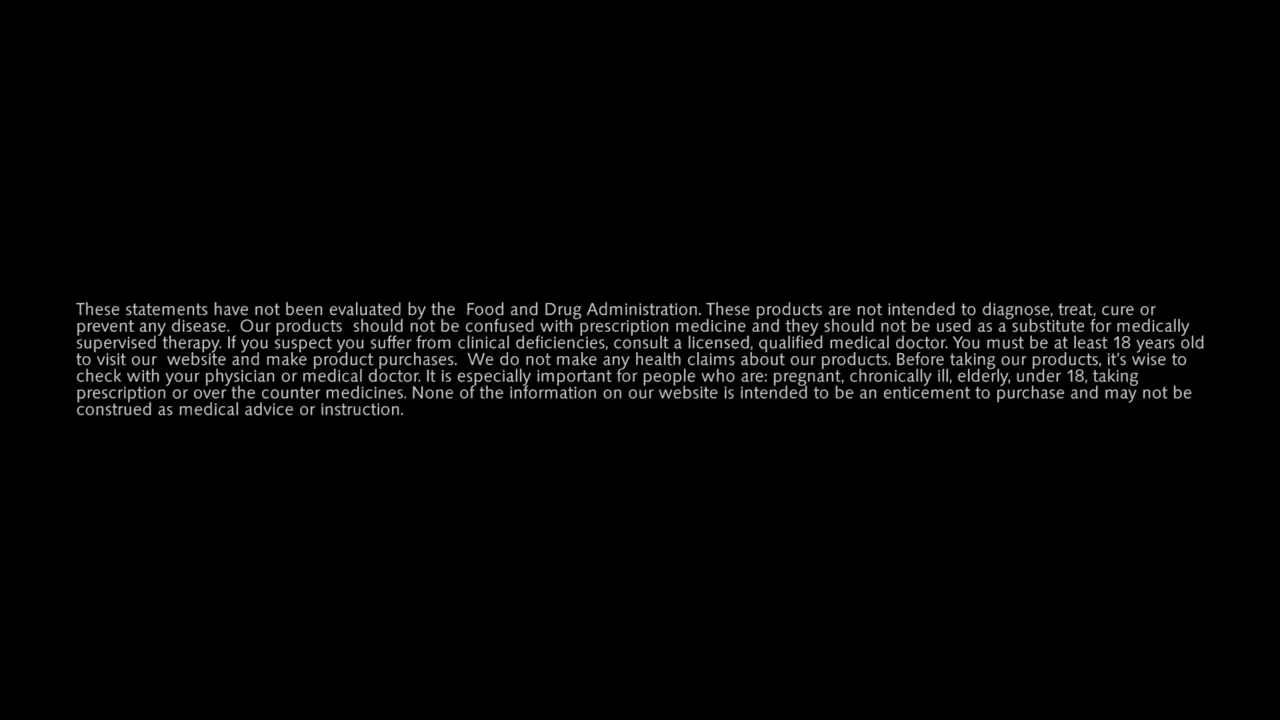 These statements have not been evaluated by the  Food and Drug Administration. These products are not intended to diagnose, treat, cure or
prevent any disease.  Our products  should not be confused with prescription medicine and they should not be used as a substitute for medically
supervised therapy. If you suspect you suffer from clinical deficiencies, consult a licensed, qualified medical doctor. You must be at least 18 years old
to visit our  website and make product purchases.  We do not make any health claims about our products. Before taking our products, it's wise to
check with your physician or medical doctor. It is especially important for people who are: pregnant, chronically ill, elderly, under 18, taking
prescription or over the counter medicines. None of the information on our website is intended to be an enticement to purchase and may not be
construed as medical advice or instruction.